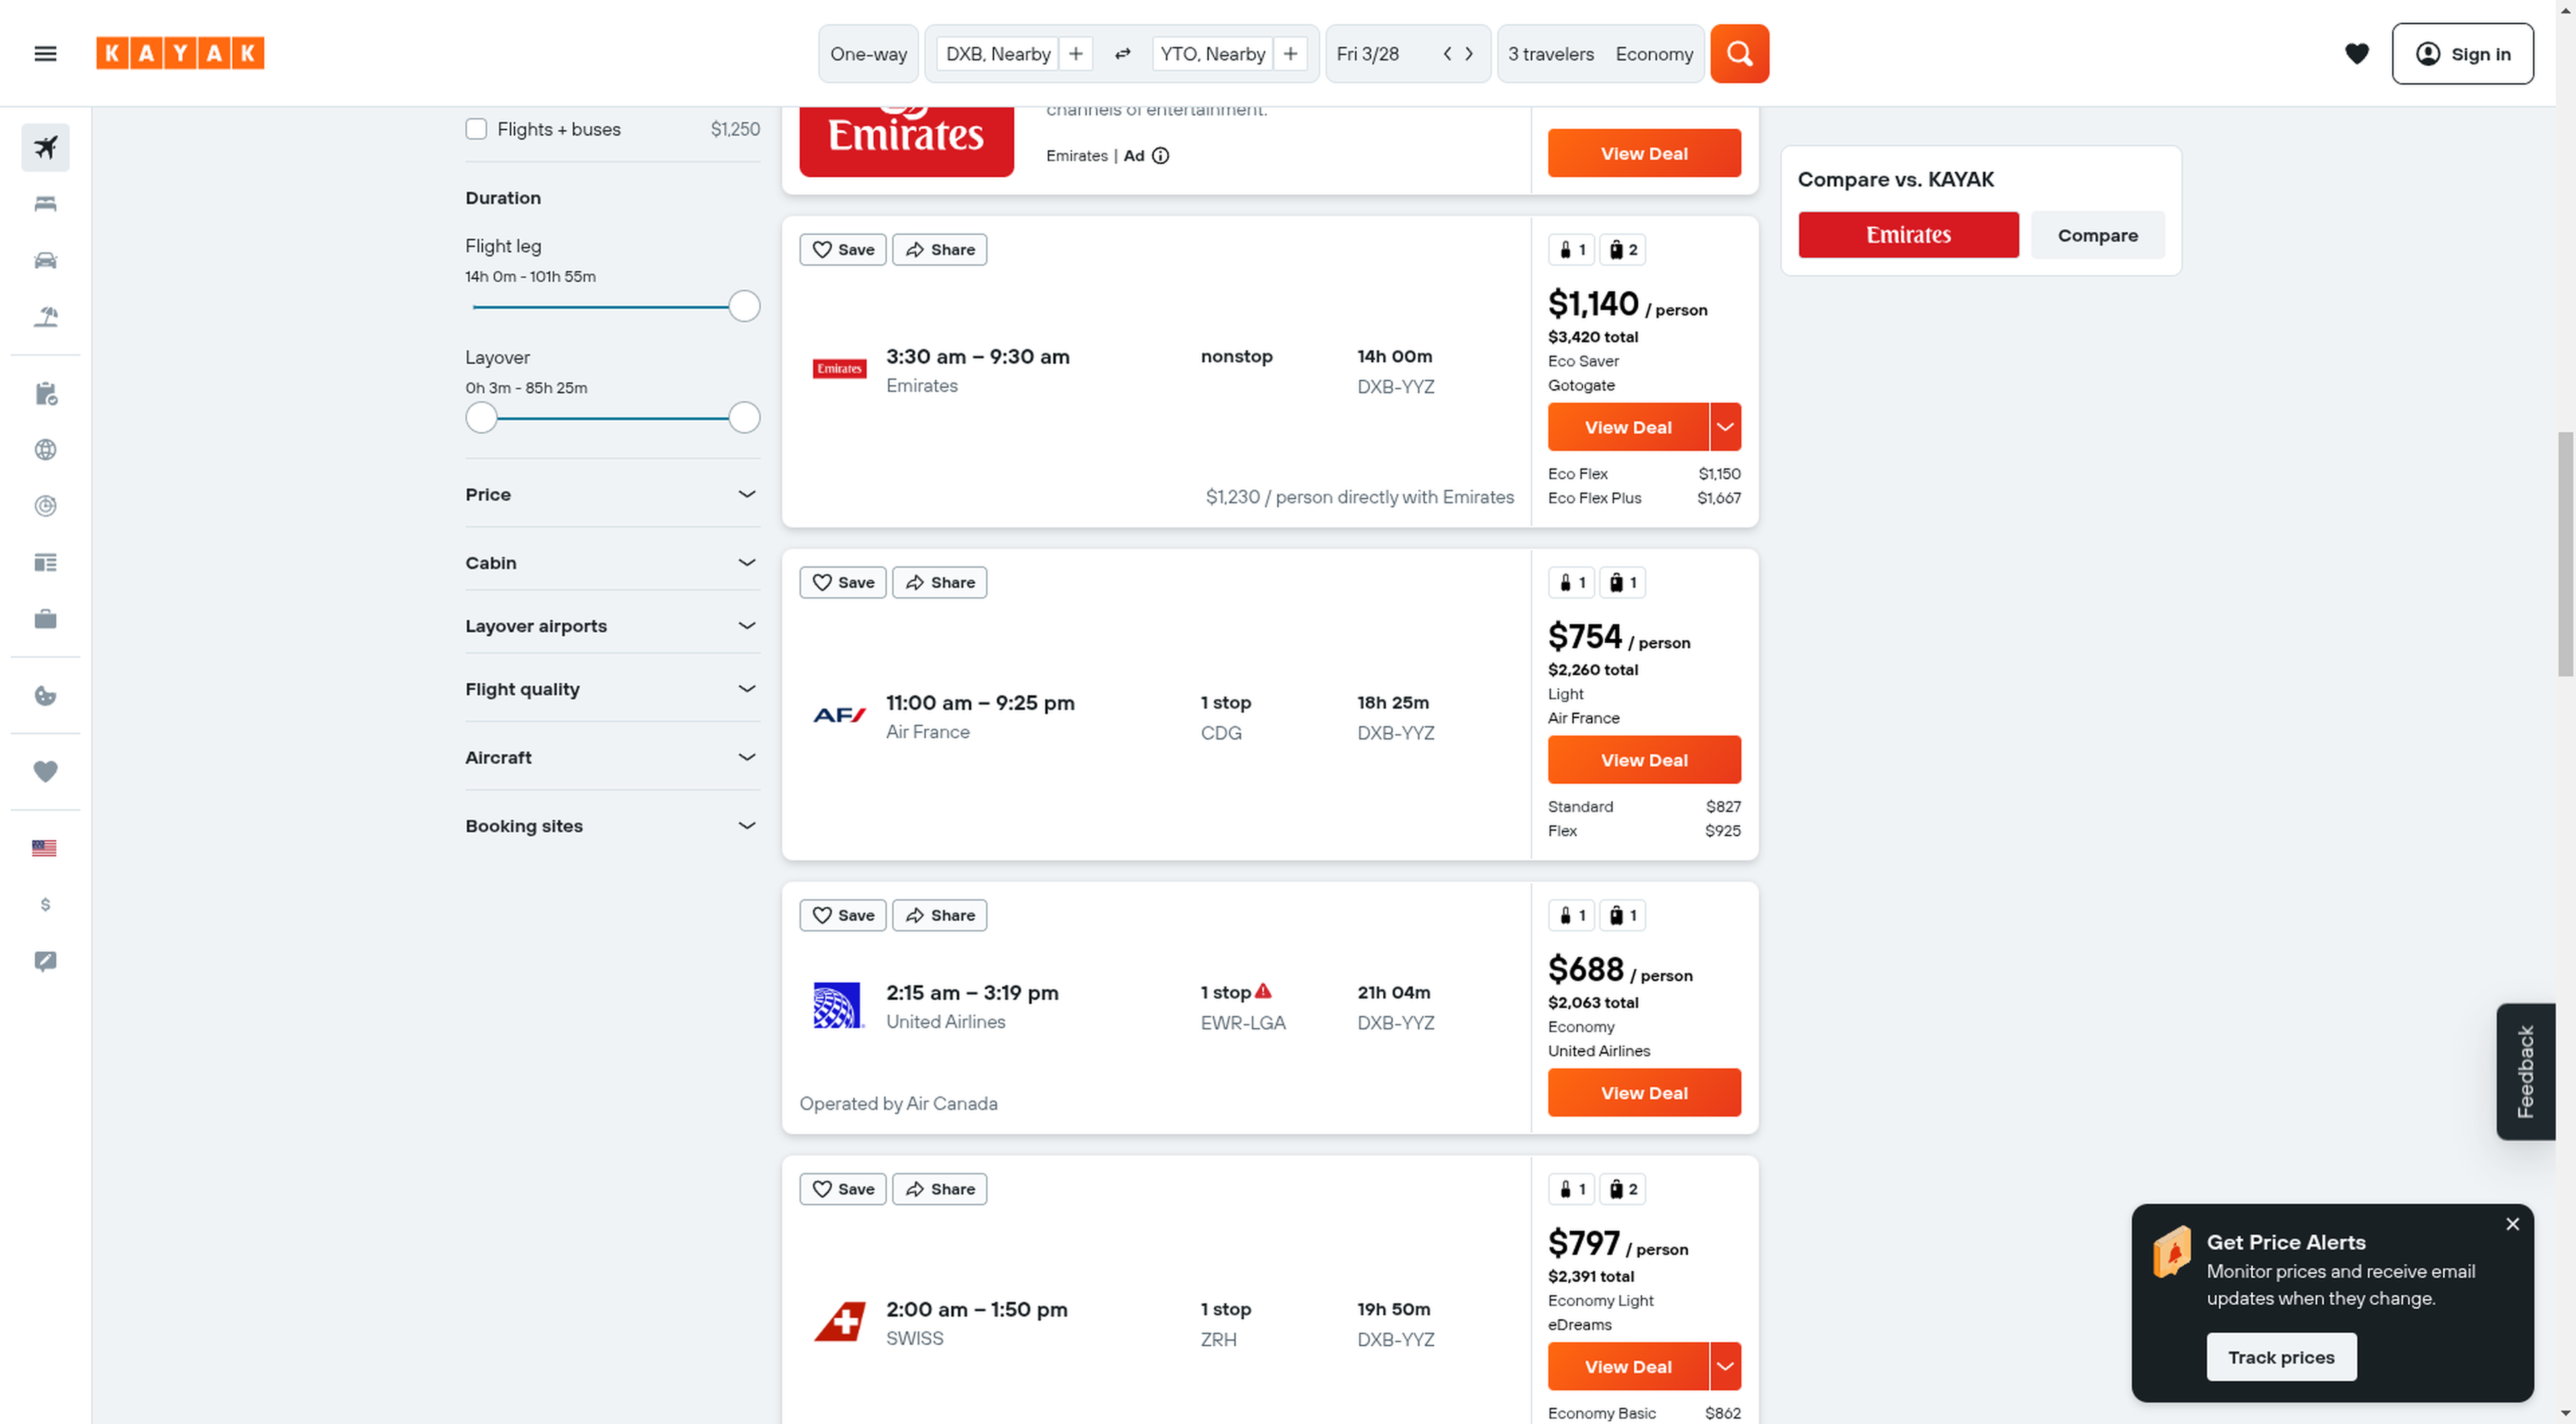 KAYAK
One-way
DXB, Nearby
YTO, Nearby
Fri 3/28
3 travelers Economy
Sign in
Flights + buses $1,250
Duration
Flight leg
14h 0m - 101h 55m
Layover
0h 3m - 85h 25m
Price
Cabin
Layover airports
Flight quality
Aircraft
Booking sites
$
Emirates
channels of entertainment.
Emirates | Ad
View Deal
Save Share
1 2
3:30 am – 9:30 am
Emirates
Emirates
nonstop
14h 00m
DXB-YYZ
$1,230 / person directly with Emirates
$1,140 / person
$3,420 total
Eco Saver
Gotogate
View Deal
Eco Flex $1,150
Eco Flex Plus $1,667
Save Share
1 1
AF
11:00 am – 9:25 pm
Air France
1 stop
CDG
18h 25m
DXB-YYZ
$754 / person
$2,260 total
Light
Air France
View Deal
Standard $827
Flex $925
Save Share
1 1
2:15 am – 3:19 pm
United Airlines
1 stop
EWR-LGA
21h 04m
DXB-YYZ
Operated by Air Canada
$688 / person
$2,063 total
Economy
United Airlines
View Deal
Save Share
1 2
2:00 am – 1:50 pm
SWISS
1 stop
ZRH
19h 50m
DXB-YYZ
$797 / person
$2,391 total
Economy Light
eDreams
View Deal
Economy Basic $862
Compare vs. KAYAK
Emirates
Compare
Feedback
Get Price Alerts
Monitor prices and receive email
updates when they change.
Track prices